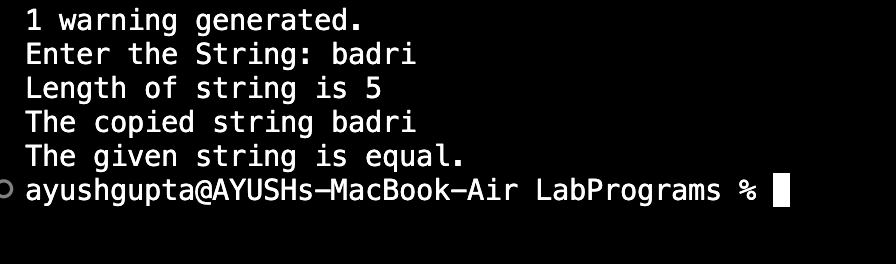 1 warning generated.
Enter the String: badri
Length of string is 5
The copied string badri
The given string is equal.
ayushgupta@AYUSHs-MacBook-Air LabPrograms %